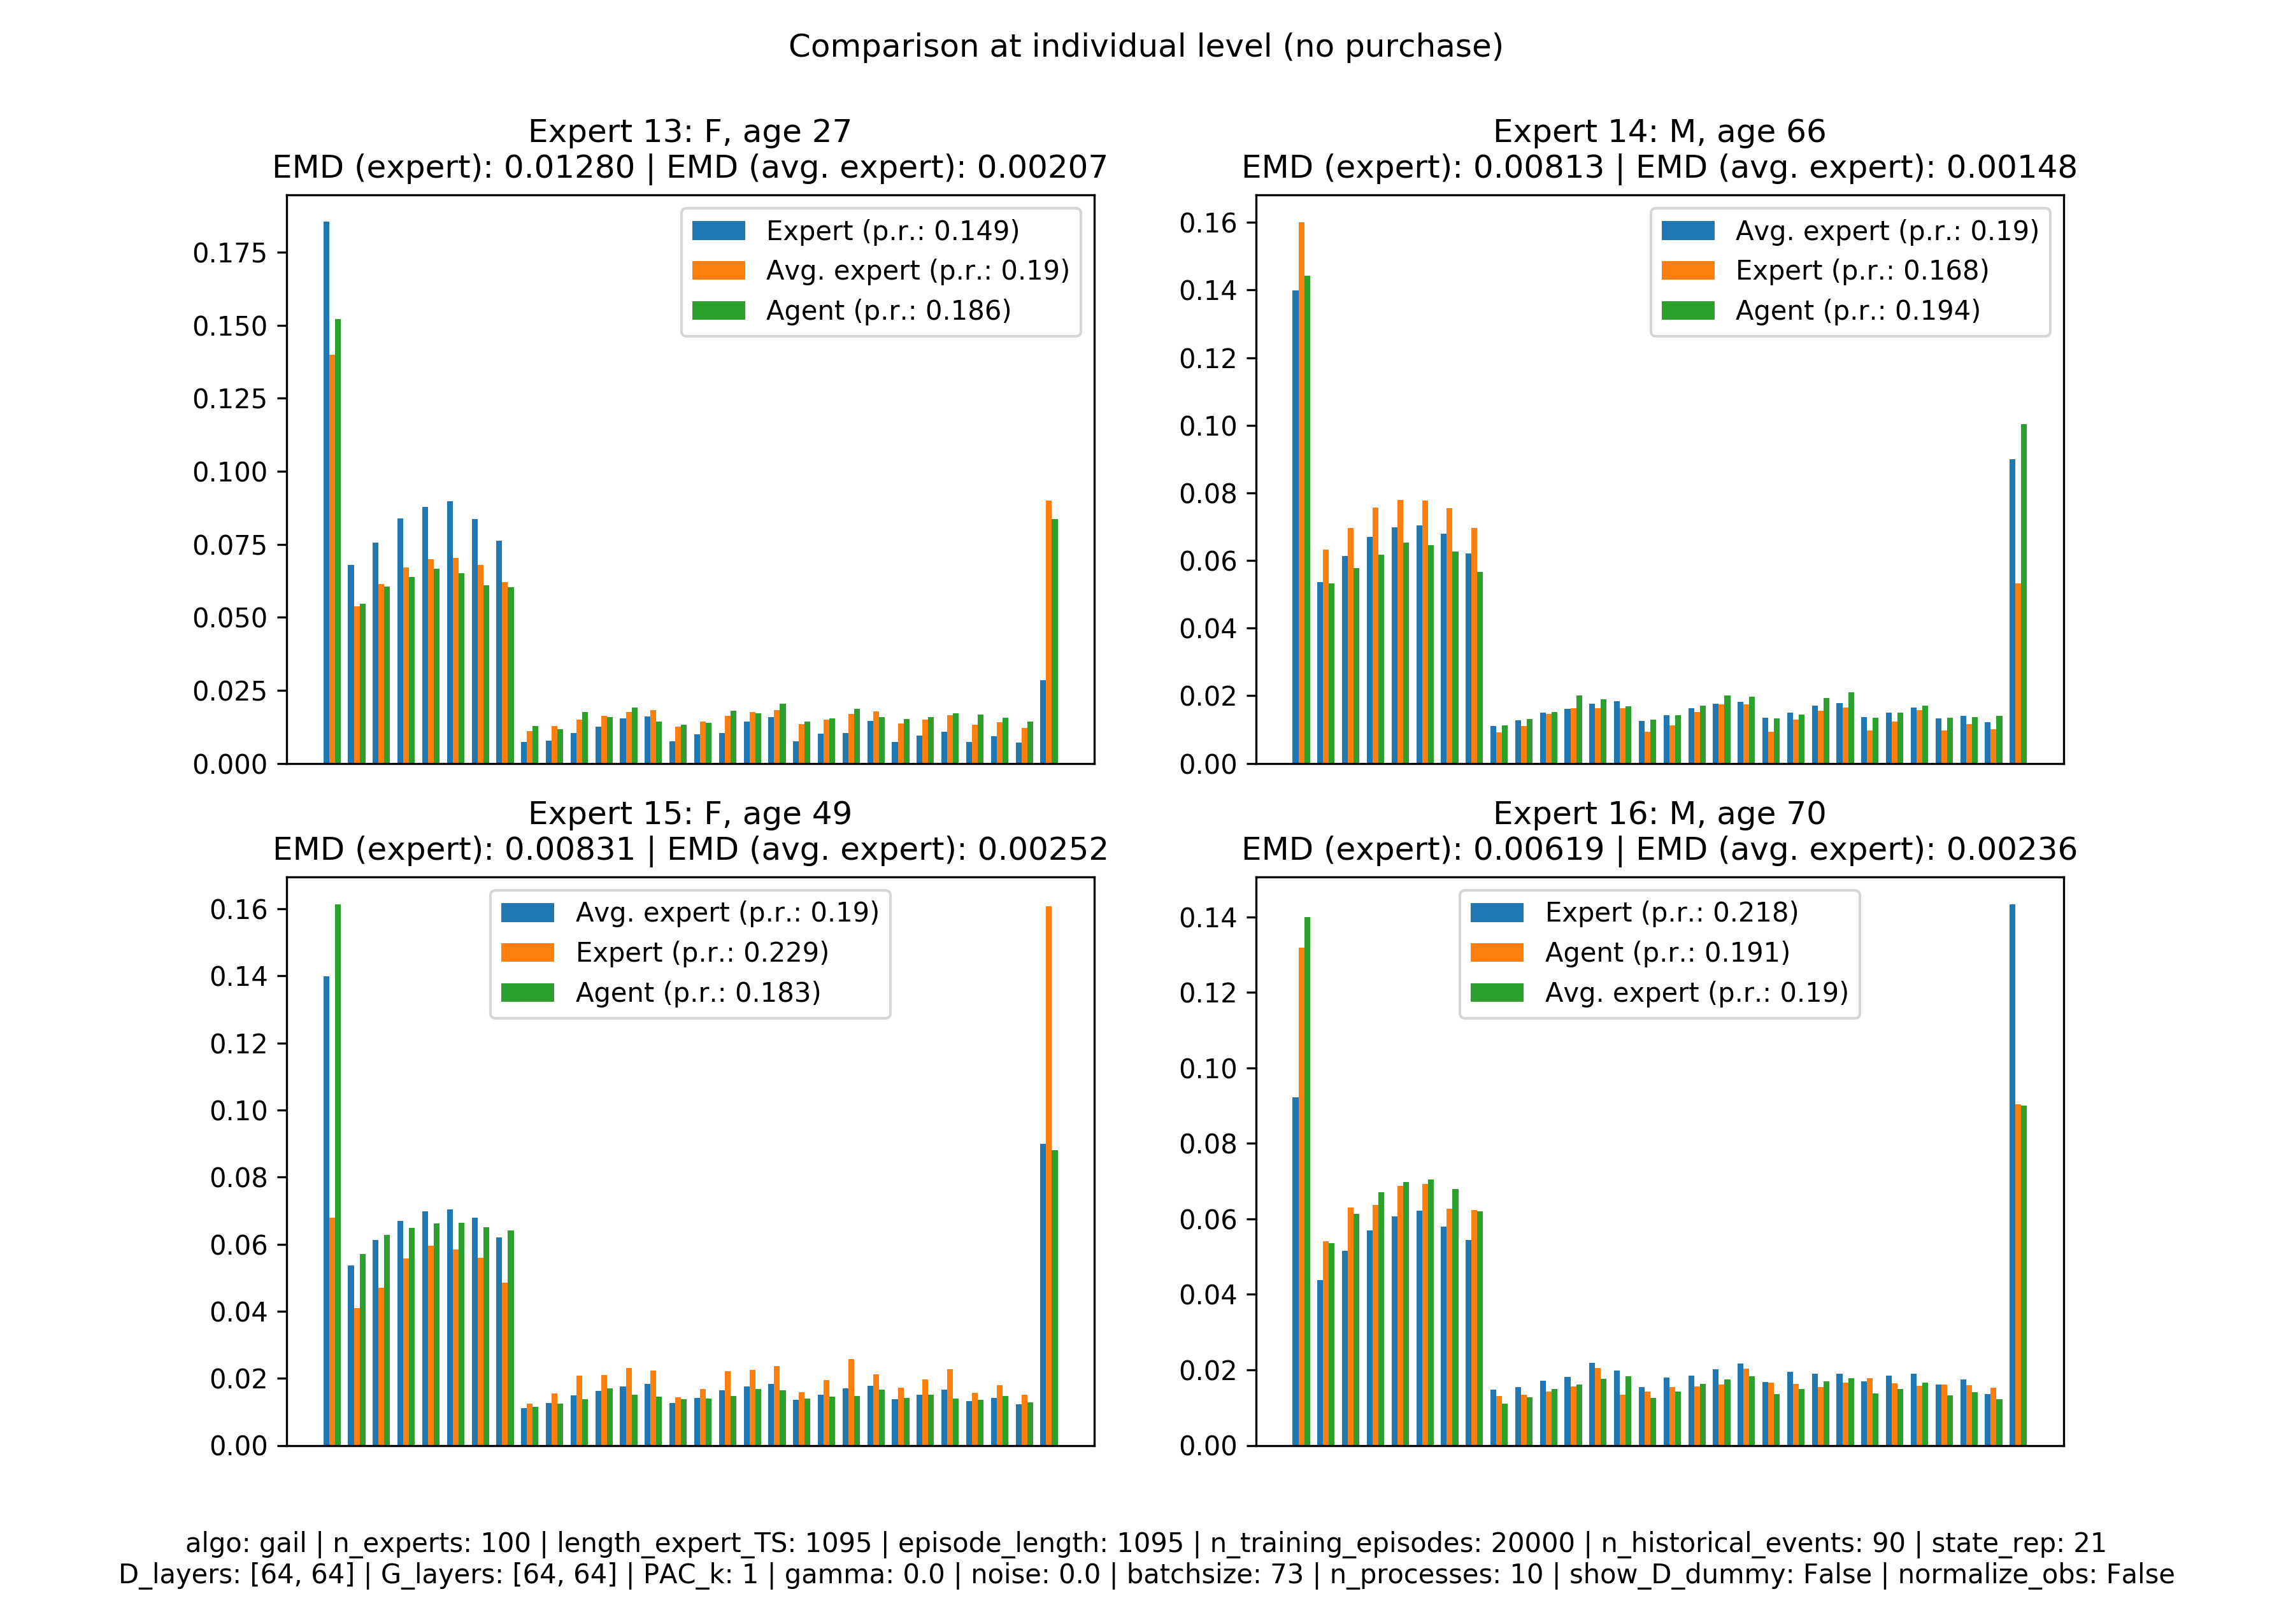 Comparison at individual level (no purchase)
Expert 13: F, age 27
EMD (expert): 0.01280 | EMD (avg. expert): 0.00207
0.175
0.150
0.125
0.100
0.075
0.050
0.025
0.000
Expert (p.r.: 0.149)
Avg. expert (p.r.: 0.19)
Agent (p.r.: 0.186)
Expert 14: M, age 66
EMD (expert): 0.00813 | EMD (avg. expert): 0.00148
0.16
0.14
0.12
0.10
0.08
0.06
0.04
0.02
0.00
Avg. expert (p.r.: 0.19)
Expert (p.r.: 0.168)
Agent (p.r.: 0.194)
Expert 15: F, age 49
EMD (expert): 0.00831 | EMD (avg. expert): 0.00252
0.16
0.14
0.12
0.10
0.08
0.06
0.04
0.02
0.00
Avg. expert (p.r.: 0.19)
Expert (p.r.: 0.229)
Agent (p.r.: 0.183)
Expert 16: M, age 70
EMD (expert): 0.00619 | EMD (avg. expert): 0.00236
0.14
0.12
0.10
0.08
0.06
0.04
0.02
0.00
Expert (p.r.: 0.218)
Agent (p.r.: 0.191)
Avg. expert (p.r.: 0.19)
algo: gail | n_experts: 100 | length_expert_TS: 1095 | episode_length: 1095 | n_training_episodes: 20000 | n_historical_events: 90 | state_rep: 21
D_layers: [64, 64] | G_layers: [64, 64] | PAC_k: 1 | gamma: 0.0 | noise: 0.0 | batchsize: 73 | n_processes: 10 | show_D_dummy: False | normalize_obs: False